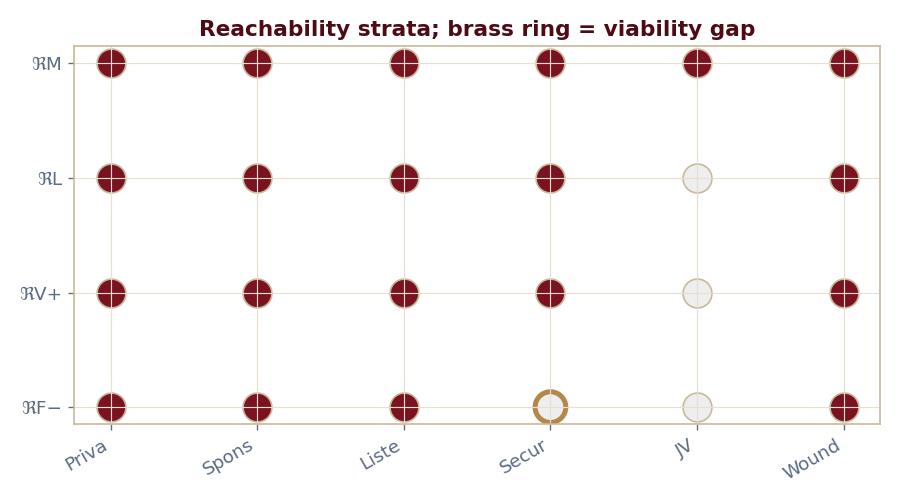 Reachability strata; brass ring = viability gap
ℜM
ℜL
ℜV+
ℜF−
Priva
Spons
Liste
Secur
JV
Wound